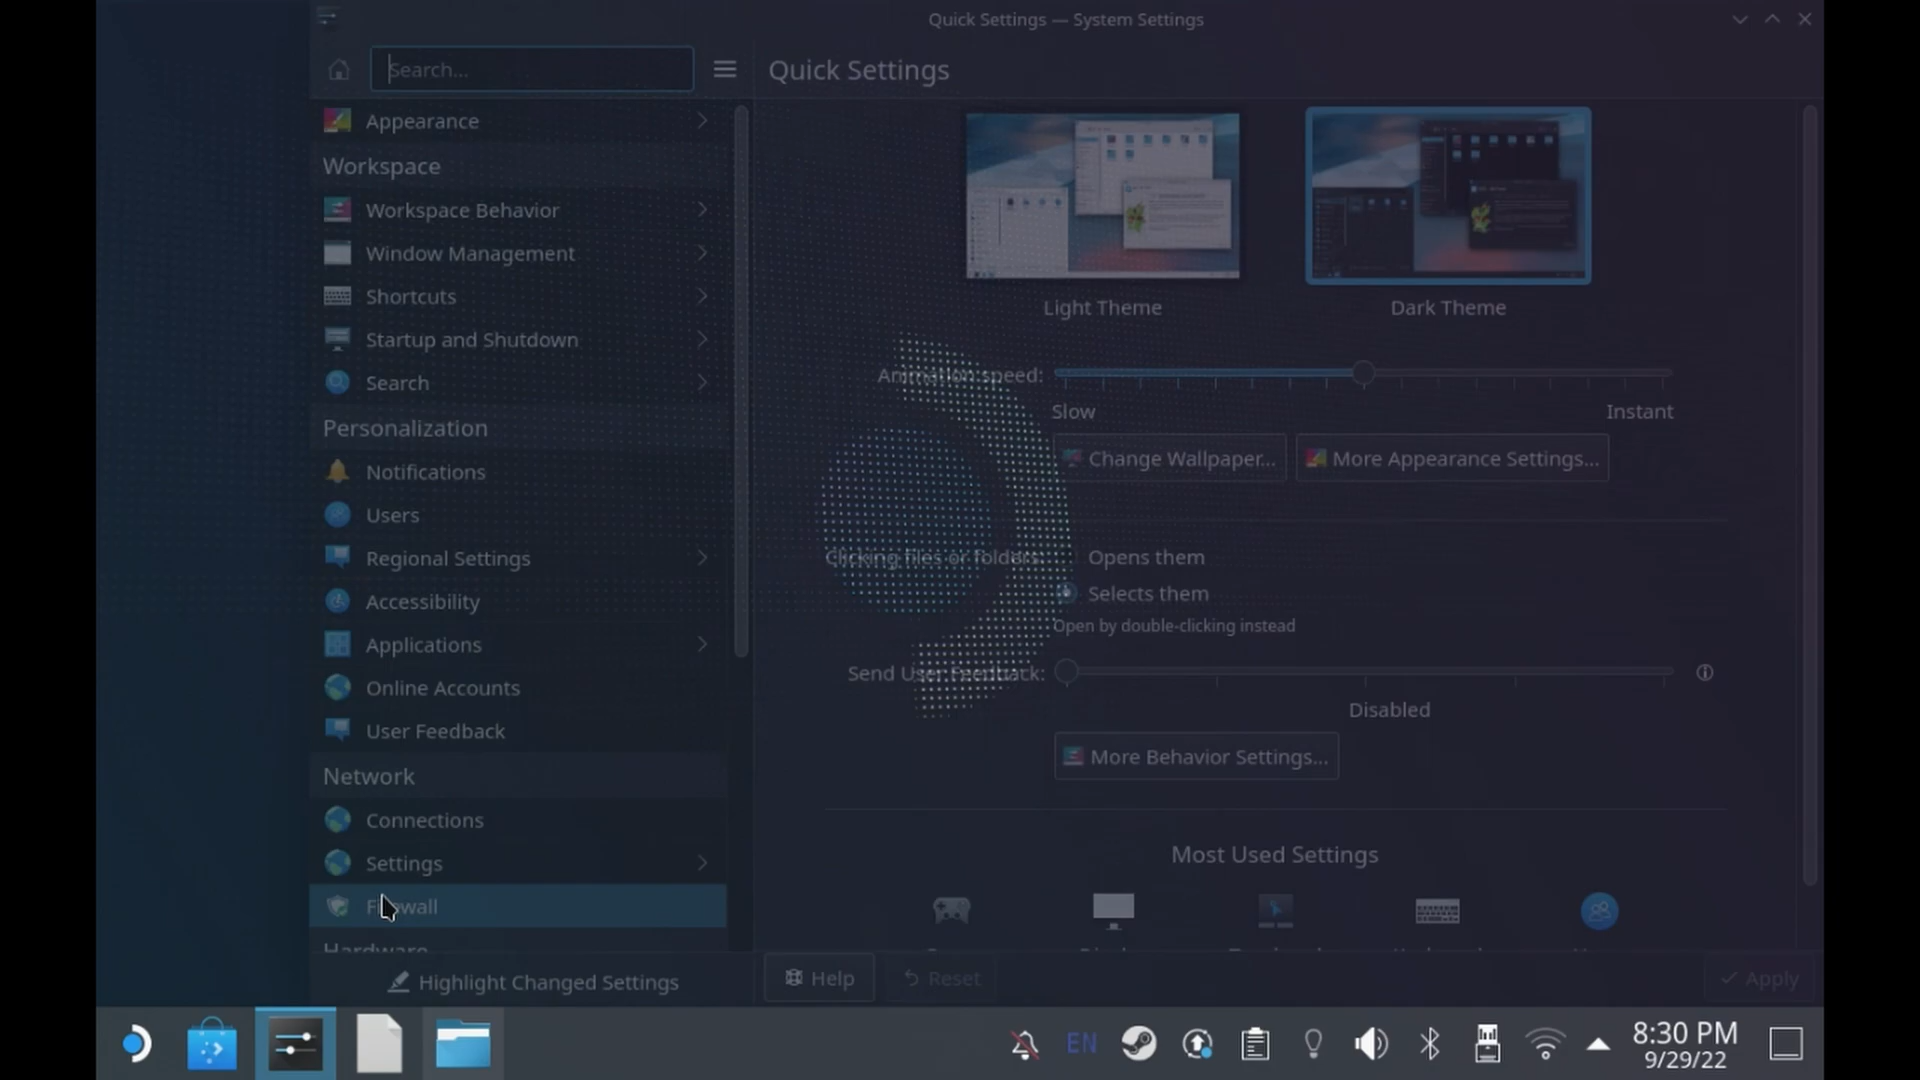 Quick Settings — System Settings
Search...
Quick Settings
Appearance
Workspace
Workspace Behavior
Window Management
Shortcuts
Startup and Shutdown
Search
Personalization
Notifications
Users
Regional Settings
Accessibility
Applications
Online Accounts
User Feedback
Network
Connections
Settings
Firewall
Hardware
Highlight Changed Settings
Light Theme
Dark Theme
Animation speed:
Slow
Instant
Change Wallpaper...
More Appearance Settings...
Clicking files or folders:
Opens them
Selects them
Open by double-clicking instead
Send User Feedback:
Disabled
More Behavior Settings...
Most Used Settings
Help
Reset
Apply
EN
8:30 PM
9/29/22